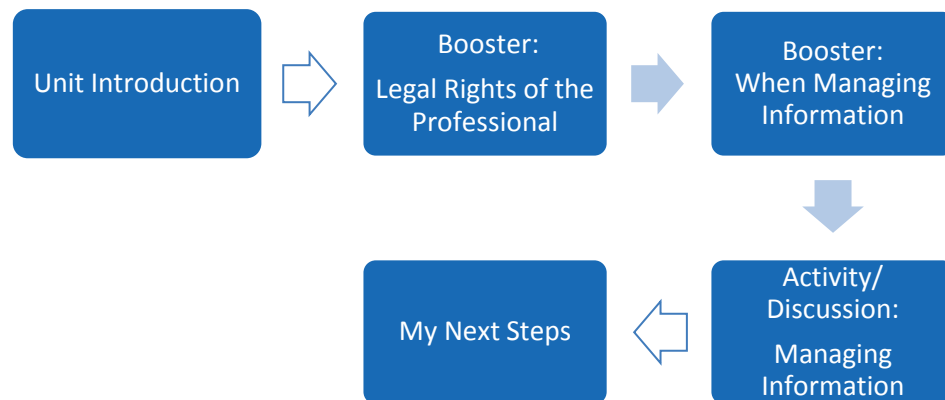 Unit Introduction
Booster:
Legal Rights of the
Professional
Booster:
When Managing
Information
Activity/
Discussion:
Managing
Information
My Next Steps